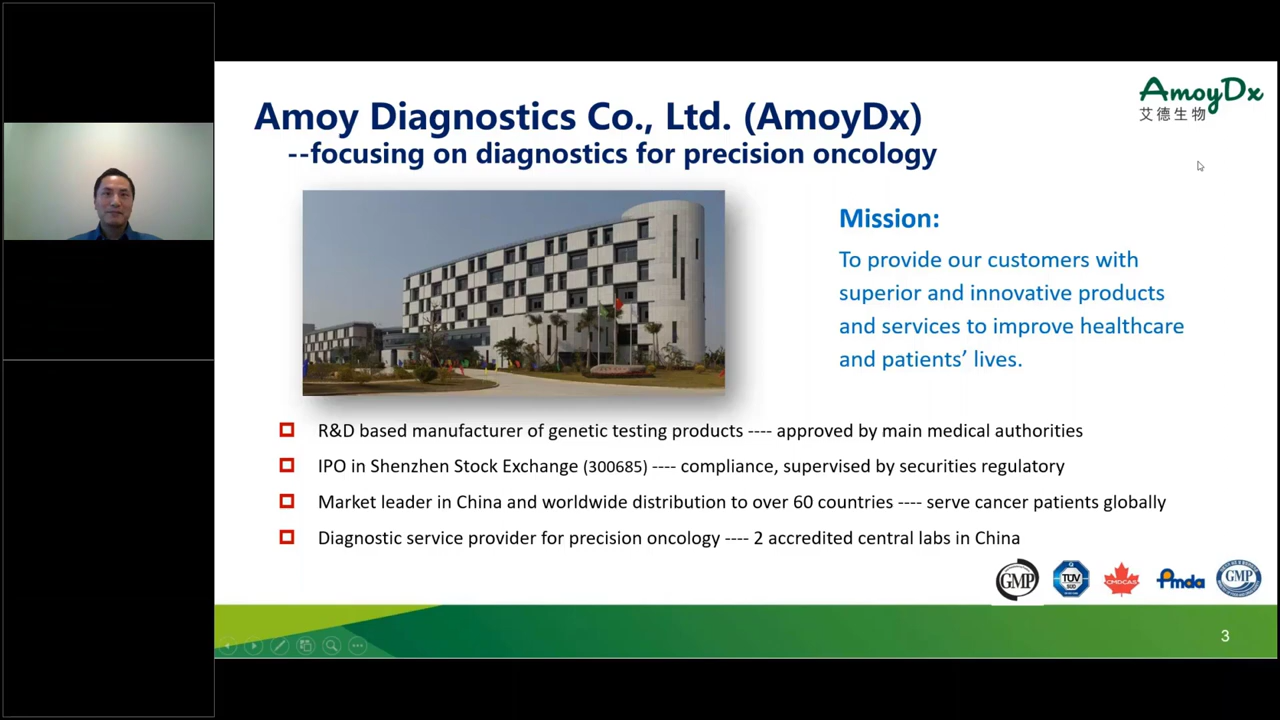 AmoyDx
艾德生物
Amoy Diagnostics Co., Ltd. (AmoyDx)
--focusing on diagnostics for precision oncology
Mission:
To provide our customers with
superior and innovative products
and services to improve healthcare
and patients’ lives.
R&D based manufacturer of genetic testing products ---- approved by main medical authorities
IPO in Shenzhen Stock Exchange (300685) ---- compliance, supervised by securities regulatory
Market leader in China and worldwide distribution to over 60 countries ---- serve cancer patients globally
Diagnostic service provider for precision oncology ---- 2 accredited central labs in China
GMP
TÜV
SÜD
CMDCAS
Pmda
GMP
3